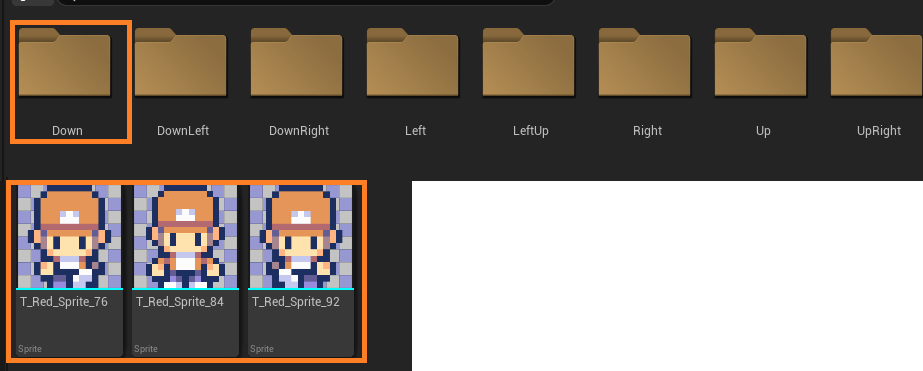 Down
DownLeft
DownRight
Left
LeftUp
Right
Up
UpRight
T_Red_Sprite_76
T_Red_Sprite_84
T_Red_Sprite_92
Sprite
Sprite
Sprite